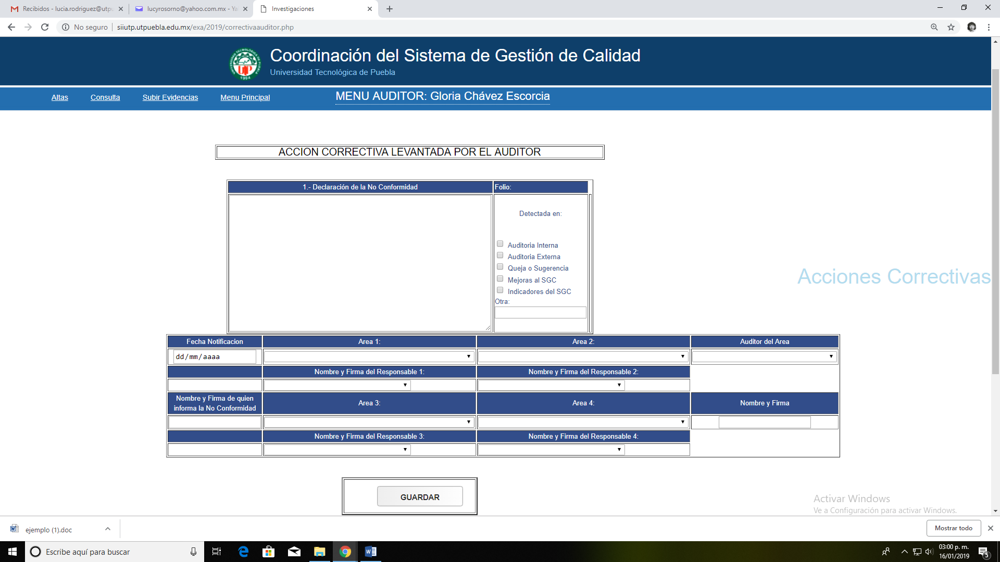 Recibidos - lucia.rodriguez@utpu
lucyrosorno@yahoo.com.mx - Ya
Investigaciones
No seguro
siiutp.utpuebla.edu.mx/exa/2019/correctivaauditor.php
Coordinación del Sistema de Gestión de Calidad
Universidad Tecnológica de Puebla
Altas Consulta Subir Evidencias Menu Principal MENU AUDITOR: Gloria Chávez Escorcia
ACCION CORRECTIVA LEVANTADA POR EL AUDITOR
1.- Declaración de la No Conformidad Folio:
Detectada en:
Auditoria Interna
Auditoria Externa
Queja o Sugerencia
Mejoras al SGC
Indicadores del SGC
Otra:
Acciones Correctivas
Fecha Notificacion Area 1: Area 2: Auditor del Area
dd/mm/aaaa
Nombre y Firma del Responsable 1: Nombre y Firma del Responsable 2:
Nombre y Firma de quien
informa la No Conformidad Area 3: Area 4: Nombre y Firma
Nombre y Firma del Responsable 3: Nombre y Firma del Responsable 4:
GUARDAR
Activar Windows
Ve a Configuración para activar Windows.
ejemplo (1).doc
Mostrar todo
Escribe aquí para buscar
03:00 p. m.
16/01/2019
5